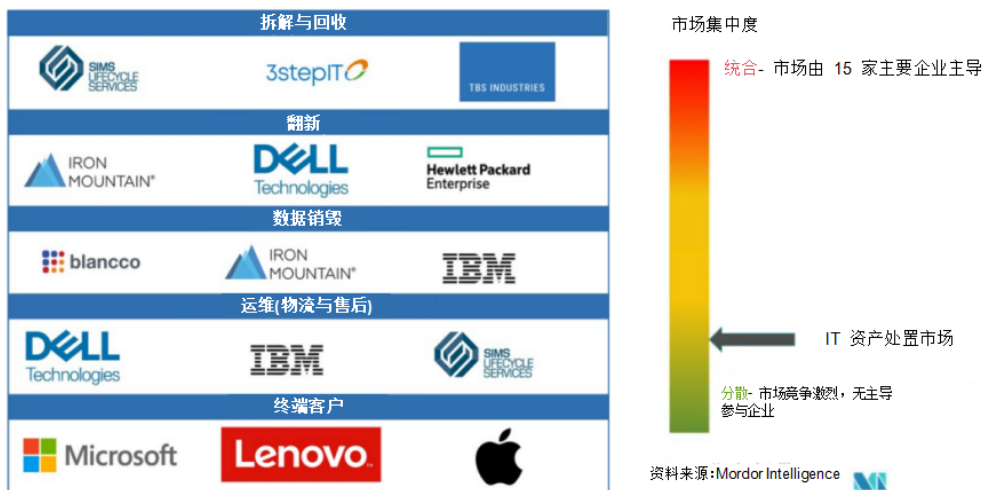 拆解与回收
SIMS
LIFECYCLE
SERVICES
3stepIT
TBS INDUSTRIES
翻新
IRON
MOUNTAIN®
DELL
Technologies
Hewlett Packard
Enterprise
数据销毁
blancco
IRON
MOUNTAIN®
IBM
运维(物流与售后)
DELL
Technologies
IBM
SIMS
LIFECYCLE
SERVICES
终端客户
Microsoft
Lenovo
市场集中度
统合- 市场由 15 家主要企业主导
IT 资产处置市场
分散- 市场竞争激烈，无主导
参与企业
资料来源:Mordor Intelligence